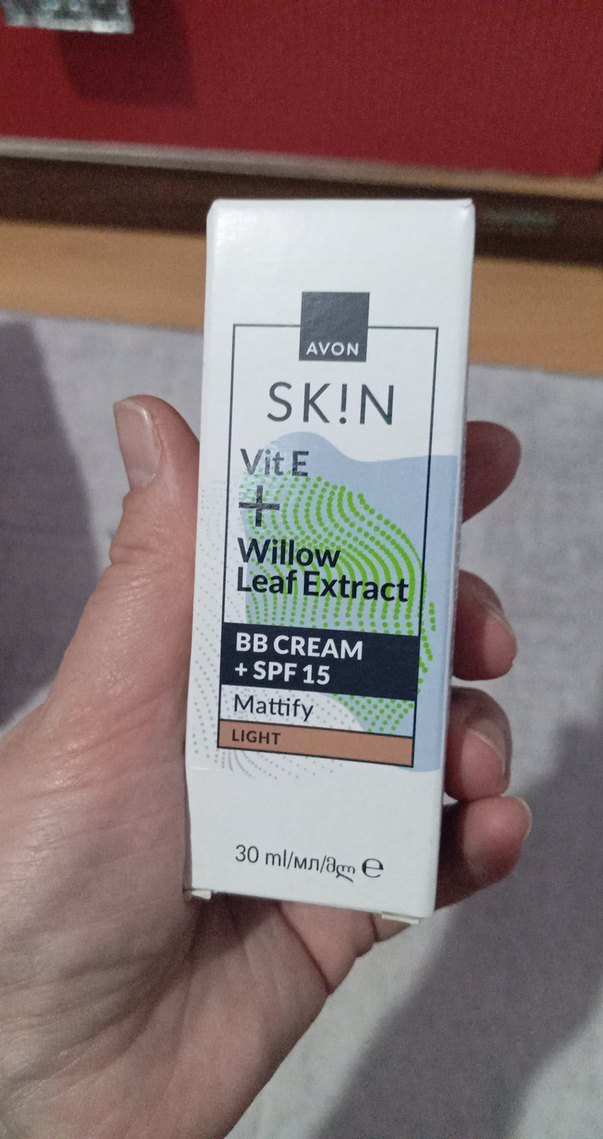 AVON
SK!N
Vit E
+
Willow
Leaf Extract
BB CREAM
+ SPF 15
Mattify
LIGHT
30 ml/мл/მლ ℮